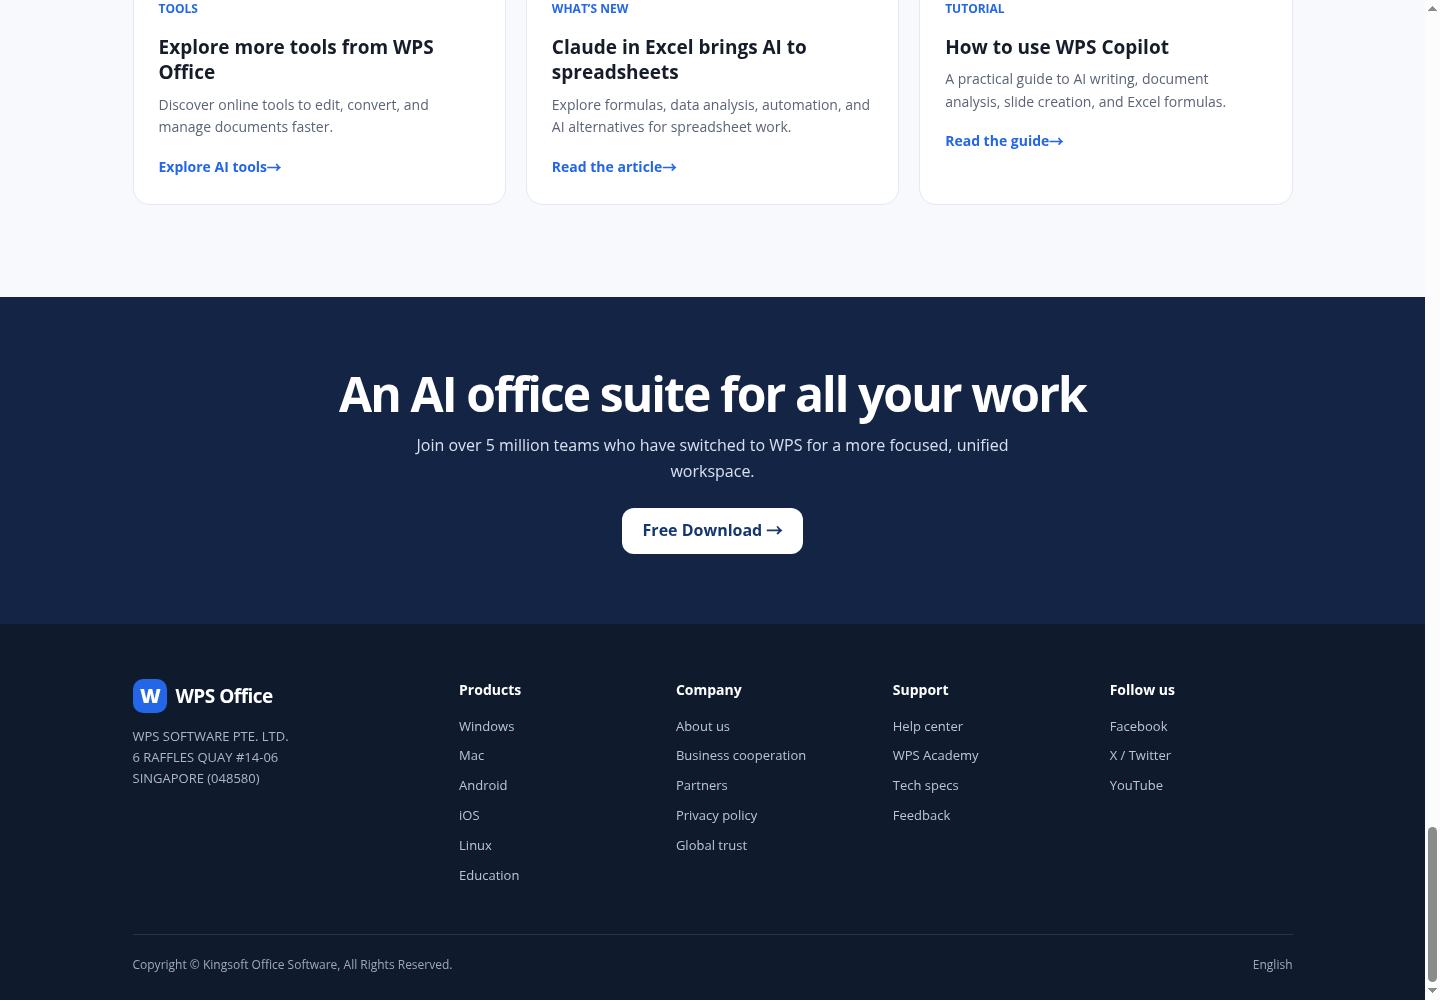 TOOLS
Explore more tools from WPS
Office
Discover online tools to edit, convert, and
manage documents faster.
Explore AI tools→
WHAT'S NEW
Claude in Excel brings AI to
spreadsheets
Explore formulas, data analysis, automation, and
AI alternatives for spreadsheet work.
Read the article→
TUTORIAL
How to use WPS Copilot
A practical guide to AI writing, document
analysis, slide creation, and Excel formulas.
Read the guide→
An AI office suite for all your work
Join over 5 million teams who have switched to WPS for a more focused, unified
workspace.
Free Download →
W WPS Office
WPS SOFTWARE PTE. LTD.
6 RAFFLES QUAY #14-06
SINGAPORE (048580)
Products
Windows
Mac
Android
iOS
Linux
Education
Company
About us
Business cooperation
Partners
Privacy policy
Global trust
Support
Help center
WPS Academy
Tech specs
Feedback
Follow us
Facebook
X / Twitter
YouTube
Copyright © Kingsoft Office Software, All Rights Reserved.
English